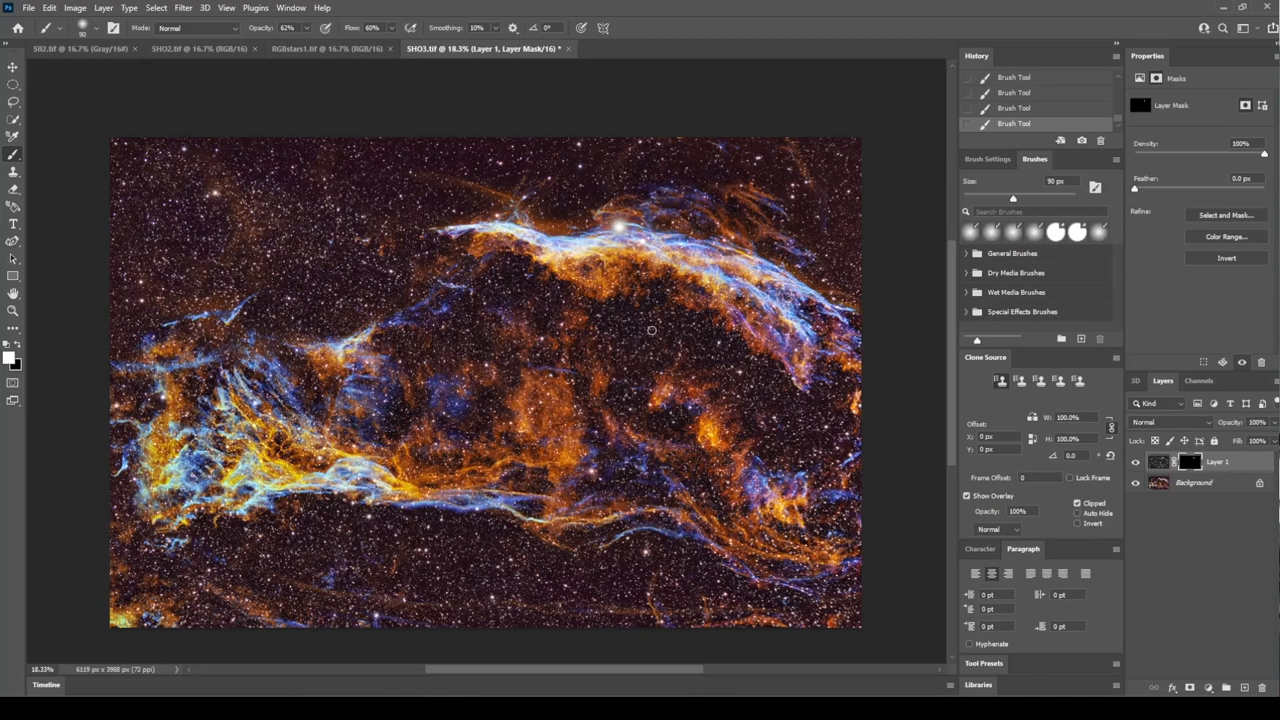 Ps File Edit Image Layer Type Select Filter 3D View Plugins Window Help
90 Mode: Normal Opacity: 62% Flow: 60% Smoothing: 10% 0°
SII2.tif @ 16.7% (Gray/16#) × SHO2.tif @ 16.7% (RGB/16) × RGBstars1.tif @ 16.7% (RGB/16) × SHO3.tif @ 18.3% (Layer 1, Layer Mask/16) * ×
History
Brush Tool
Brush Tool
Brush Tool
Brush Tool
Brush Settings Brushes
Size: 90 px
Search Brushes
General Brushes
Dry Media Brushes
Wet Media Brushes
Special Effects Brushes
Clone Source
Offset: W: 100.0%
X: 0 px H: 100.0%
Y: 0 px 0.0 °
Frame Offset: 0 Lock Frame
Show Overlay
Opacity: 100% Clipped
Auto Hide
Normal Invert
Character Paragraph
0 pt 0 pt
0 pt
0 pt 0 pt
Hyphenate
Tool Presets
Libraries
Properties
Masks
Layer Mask
Density: 100%
Feather: 0.0 px
Refine: Select and Mask...
Color Range...
Invert
3D Layers Channels
Kind
Normal Opacity: 100%
Lock: Fill: 100%
Layer 1
Background
18.33% 6119 px x 3988 px (72 ppi)
Timeline